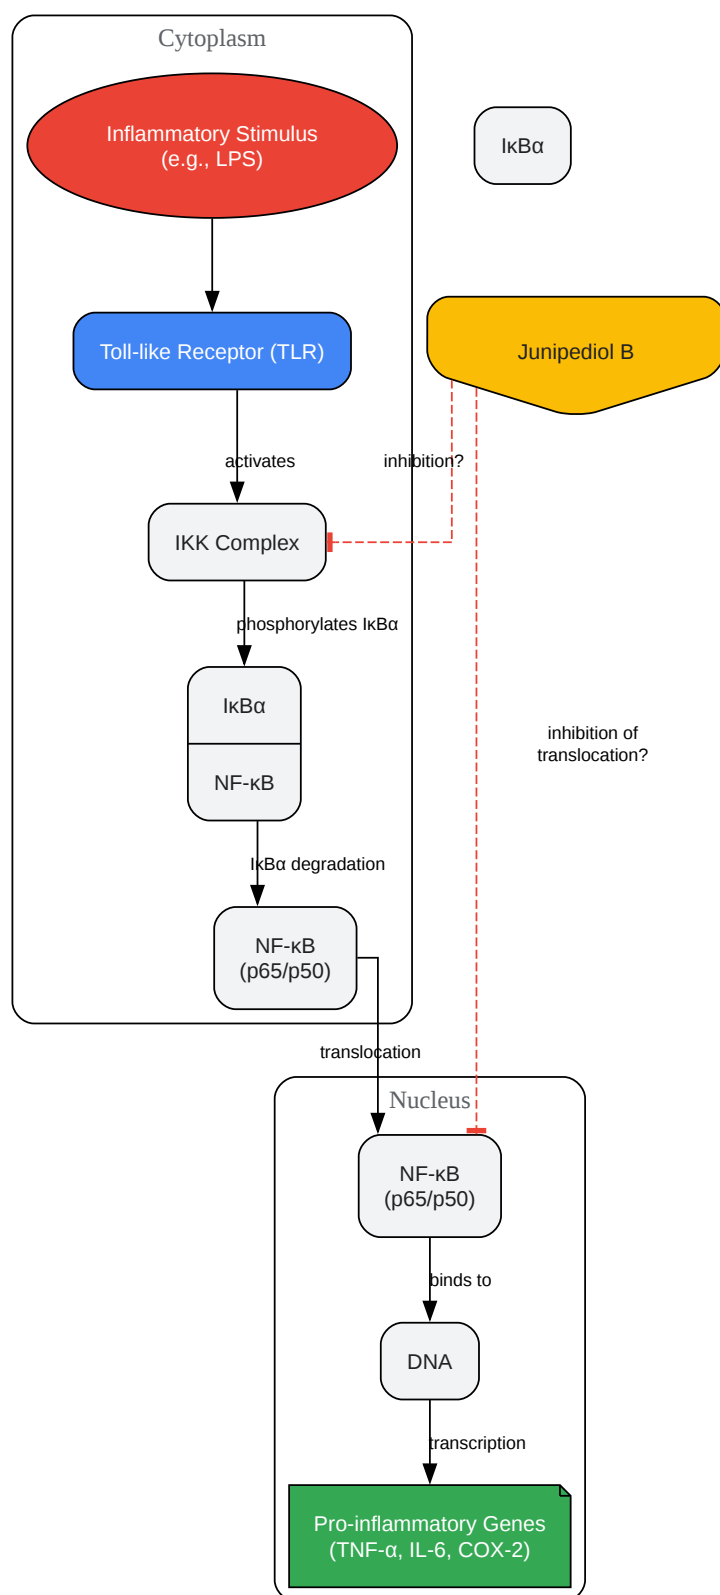 Cytoplasm
Inflammatory Stimulus
(e.g., LPS)
IκBα
Toll-like Receptor (TLR)
Junipediol B
activates
inhibition?
IKK Complex
phosphorylates IκBα
IκBα
NF-κB
inhibition of
translocation?
IκBα degradation
NF-κB
(p65/p50)
translocation
Nucleus
NF-κB
(p65/p50)
binds to
DNA
transcription
Pro-inflammatory Genes
(TNF-α, IL-6, COX-2)